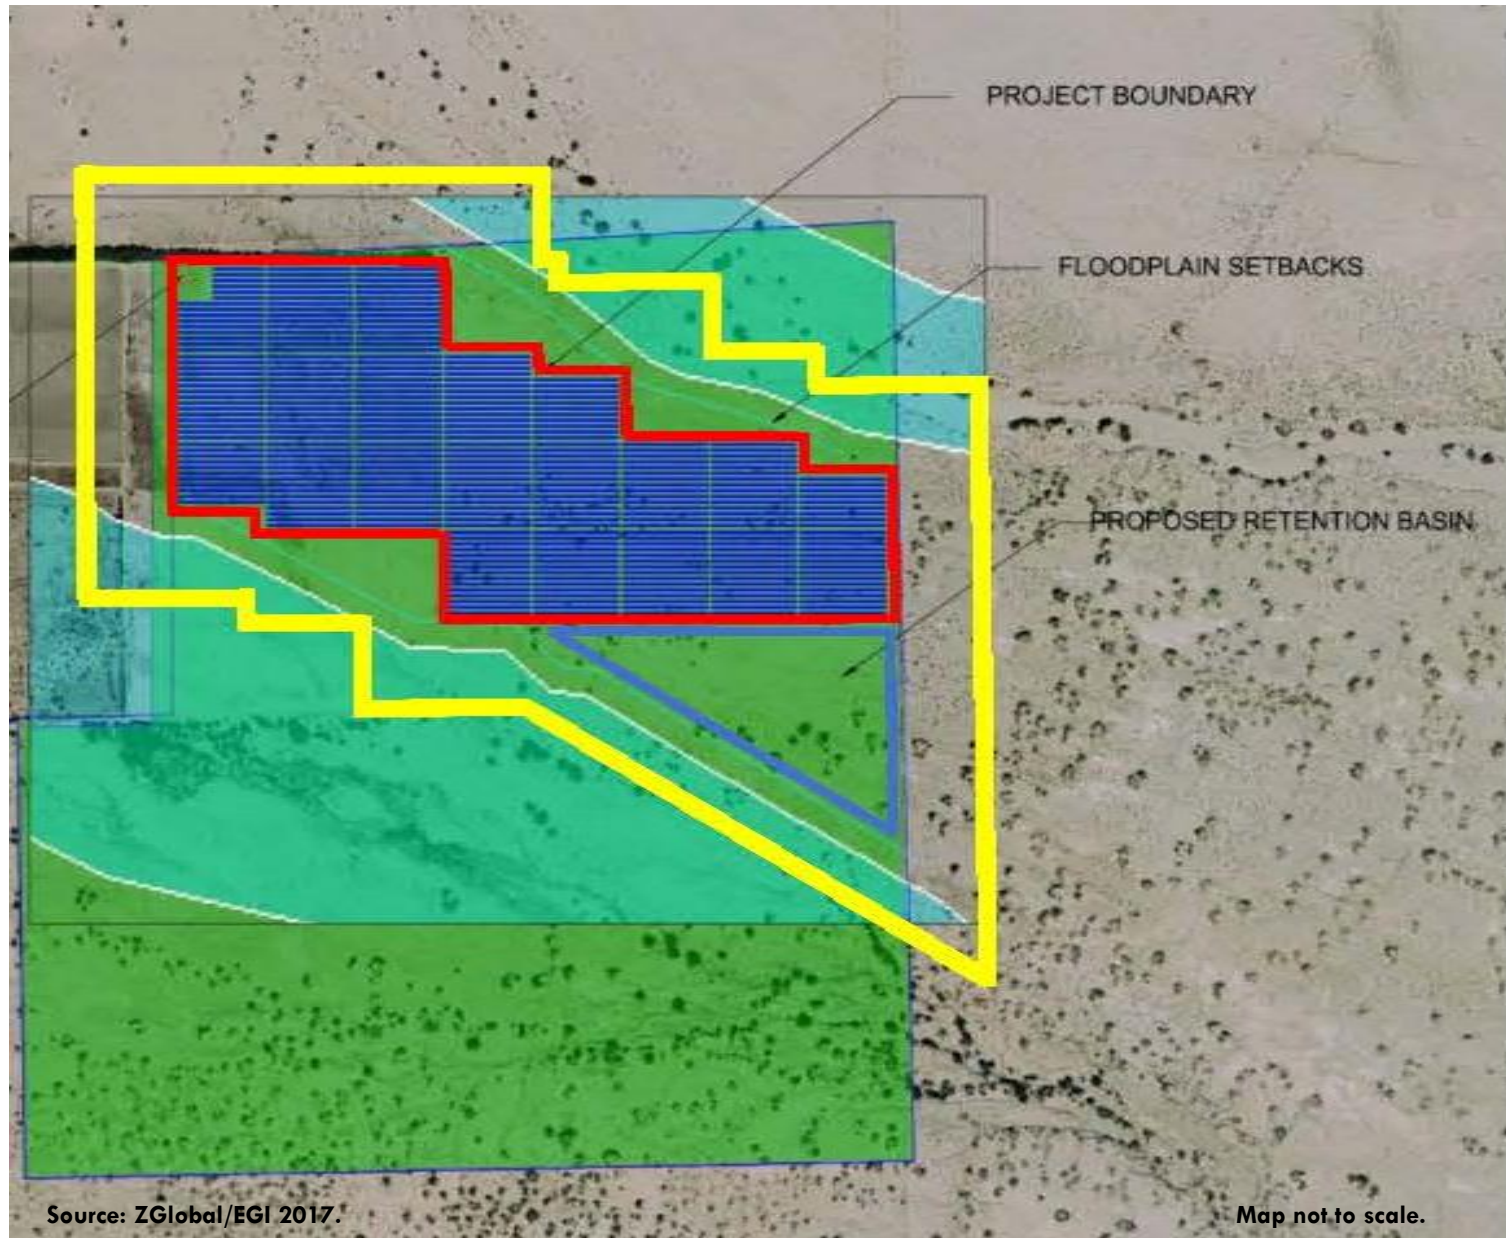 PROJECT BOUNDARY
FLOODPLAIN SETBACKS
PROPOSED RETENTION BASIN
Source: ZGlobal/EGI 2017.
Map not to scale.